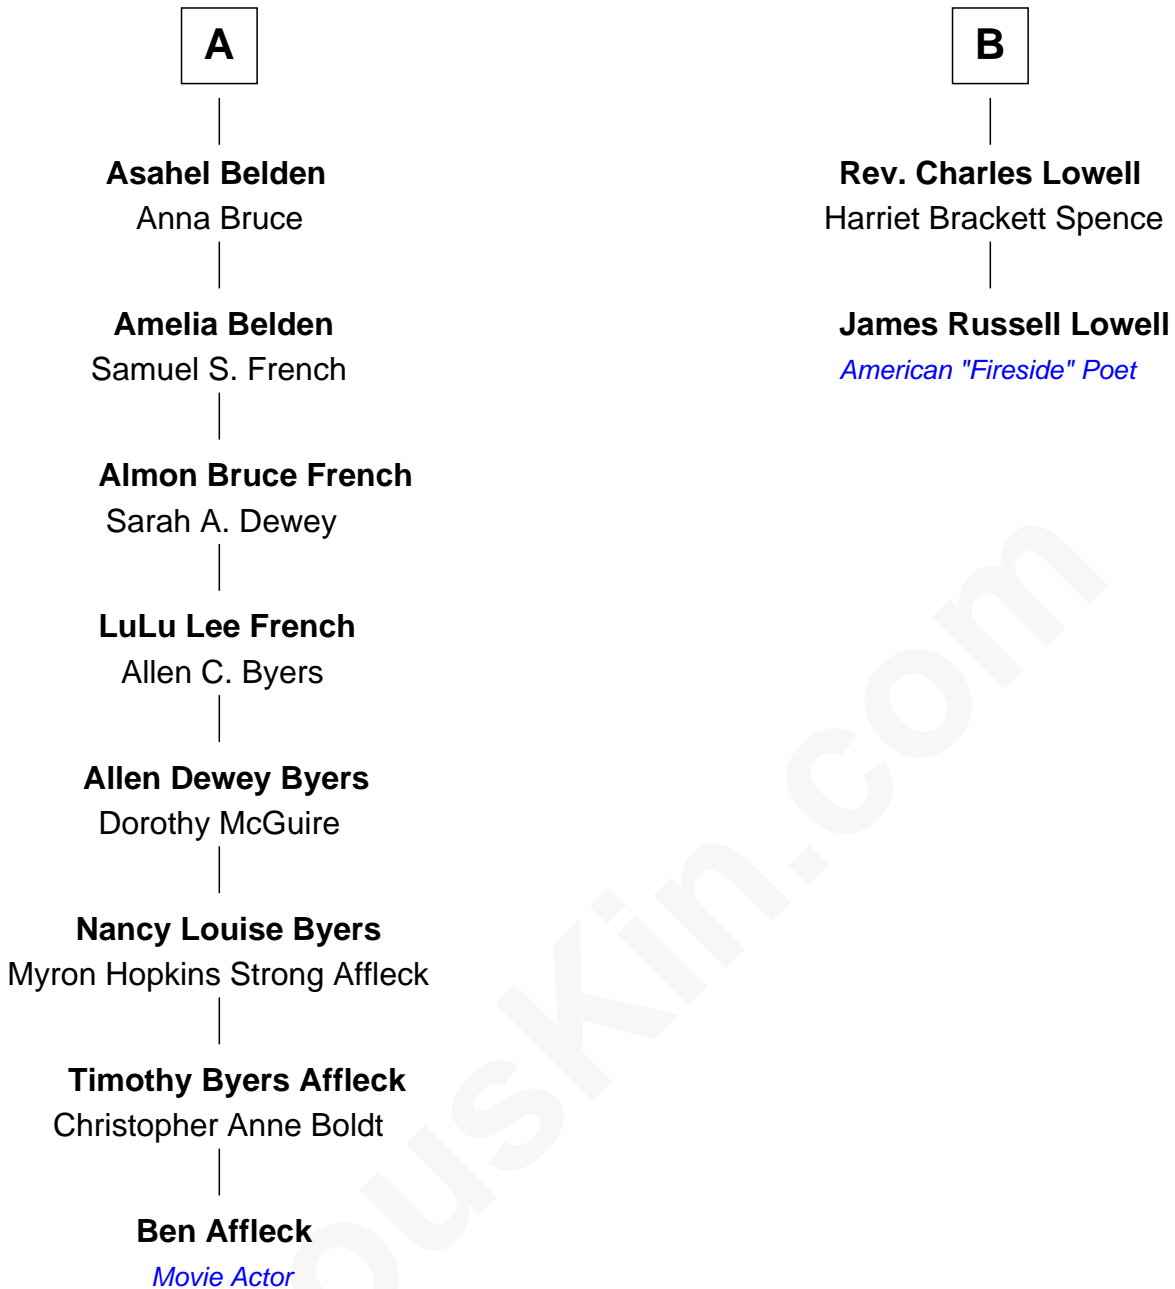 A
Asahel Belden
Anna Bruce
Amelia Belden
Samuel S. French
Almon Bruce French
Sarah A. Dewey
LuLu Lee French
Allen C. Byers
Allen Dewey Byers
Dorothy McGuire
Nancy Louise Byers
Myron Hopkins Strong Affleck
Timothy Byers Affleck
Christopher Anne Boldt
Ben Affleck
Movie Actor
B
Rev. Charles Lowell
Harriet Brackett Spence
James Russell Lowell
American "Fireside" Poet
ousKin.com